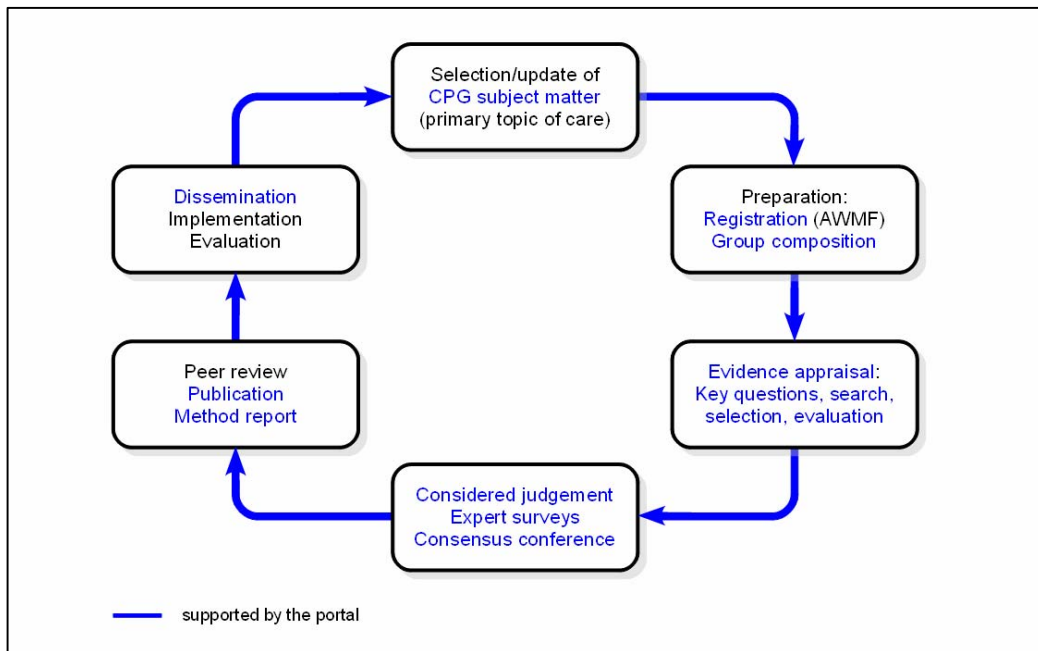 Selection/update of
CPG subject matter
(primary topic of care)
Preparation:
Registration (AWMF)
Group composition
Evidence appraisal:
Key questions, search,
selection, evaluation
Considered judgement
Expert surveys
Consensus conference
Peer review
Publication
Method report
Dissemination
Implementation
Evaluation
supported by the portal